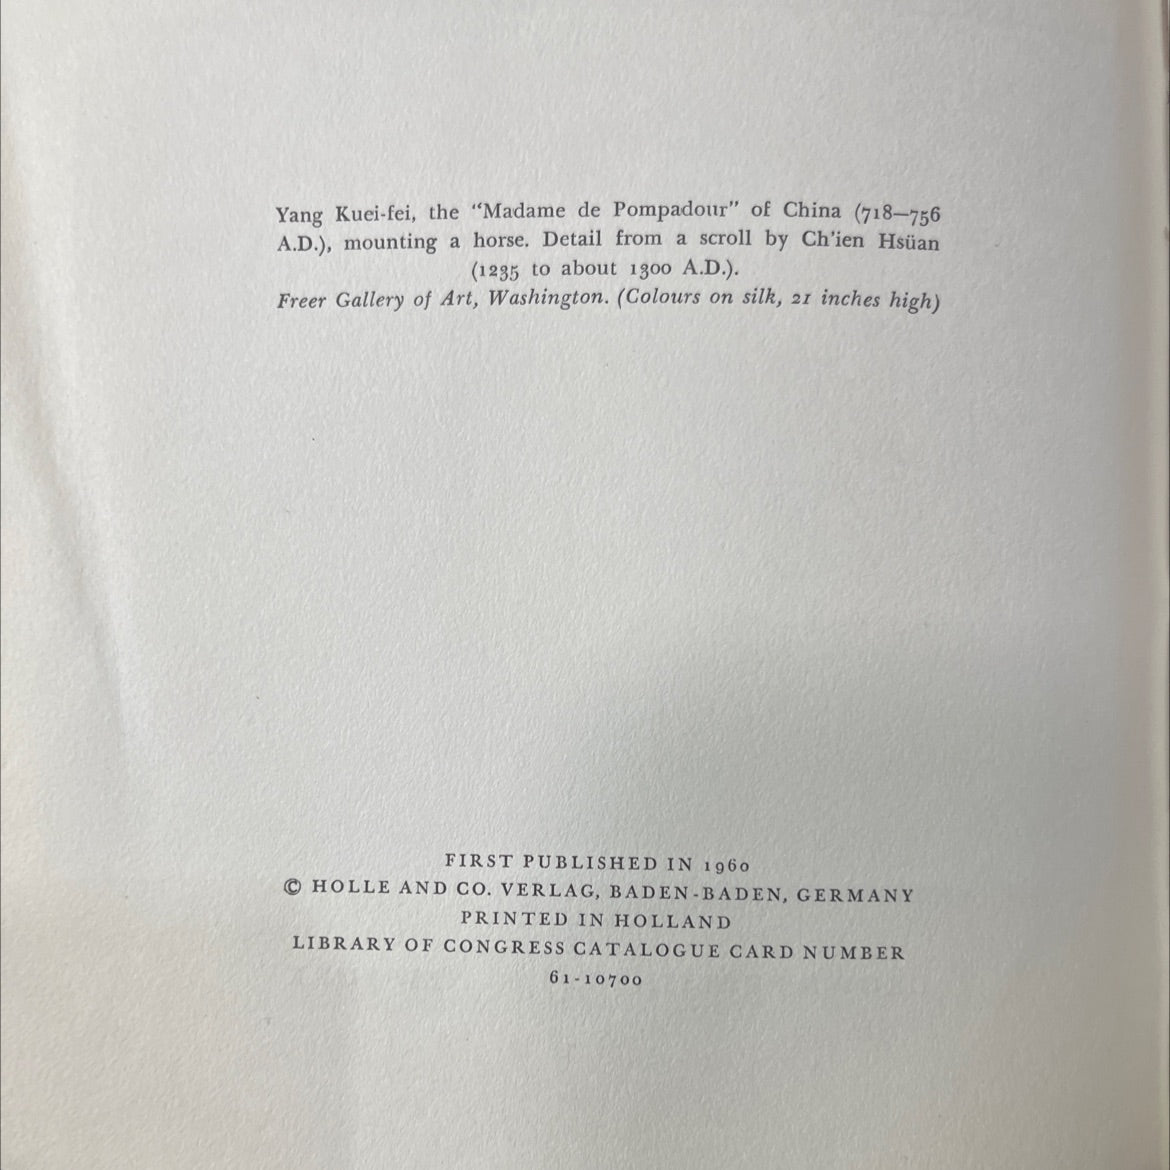 Yang Kuei-fei, the “Madame de Pompadour” of China (718—756
A.D.), mounting a horse. Detail from a scroll by Ch’ien Hsüan
(1235 to about 1300 A.D.).
Freer Gallery of Art, Washington. (Colours on silk, 21 inches high)
FIRST PUBLISHED IN 1960
© HOLLE AND CO. VERLAG, BADEN-BADEN, GERMANY
PRINTED IN HOLLAND
LIBRARY OF CONGRESS CATALOGUE CARD NUMBER
61-10700